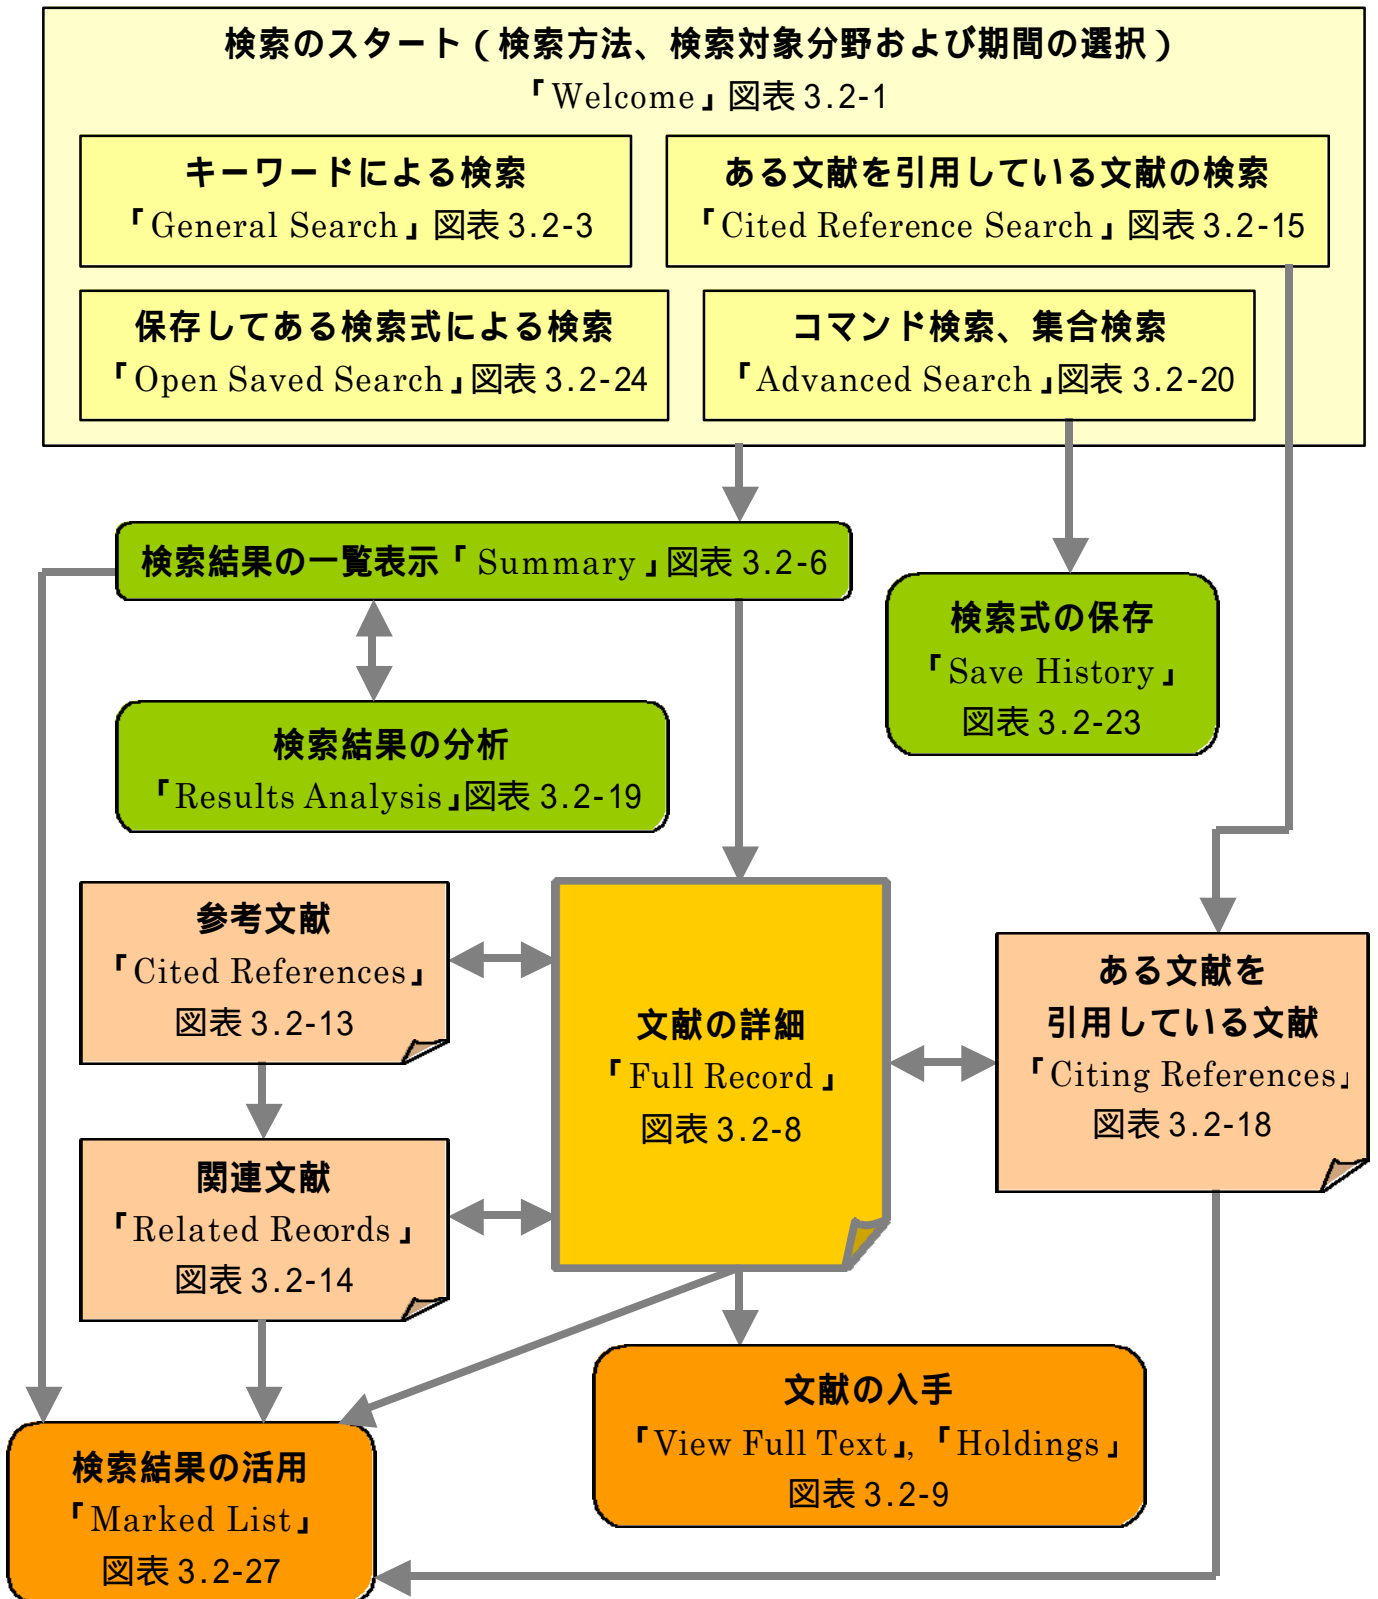 検索のスタート（検索方法、検索対象分野および期間の選択）
「Welcome」図表 3.2-1
キーワードによる検索
「General Search」図表 3.2-3
ある文献を引用している文献の検索
「Cited Reference Search」図表 3.2-15
保存してある検索式による検索
「Open Saved Search」図表 3.2-24
コマンド検索、集合検索
「Advanced Search」図表 3.2-20
検索結果の一覧表示「Summary」図表 3.2-6
検索式の保存
「Save History」
図表 3.2-23
検索結果の分析
「Results Analysis」図表 3.2-19
参考文献
「Cited References」
図表 3.2-13
文献の詳細
「Full Record」
図表 3.2-8
ある文献を
引用している文献
「Citing References」
図表 3.2-18
関連文献
「Related Records」
図表 3.2-14
文献の入手
「View Full Text」,「Holdings」
図表 3.2-9
検索結果の活用
「Marked List」
図表 3.2-27